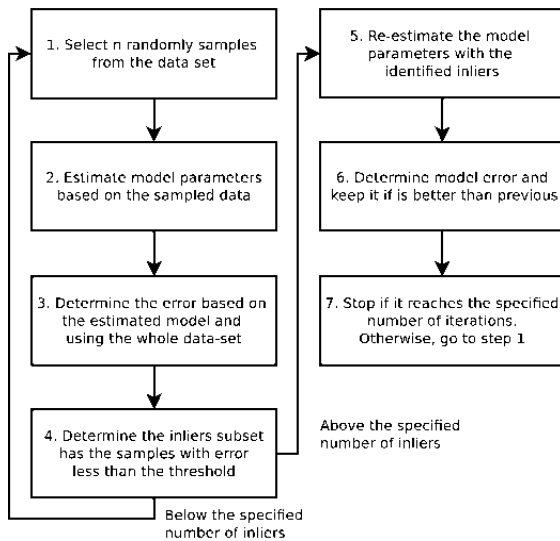 1. Select n randomly samples
from the data set
2. Estimate model parameters
based on the sampled data
3. Determine the error based on
the estimated model and
using the whole data-set
4. Determine the inliers subset
has the samples with error
less than the threshold
Below the specified
number of inliers
Above the specified
number of inliers
5. Re-estimate the model
parameters with the
identified inliers
6. Determine model error and
keep it if is better than previous
7. Stop if it reaches the specified
number of iterations.
Otherwise, go to step 1